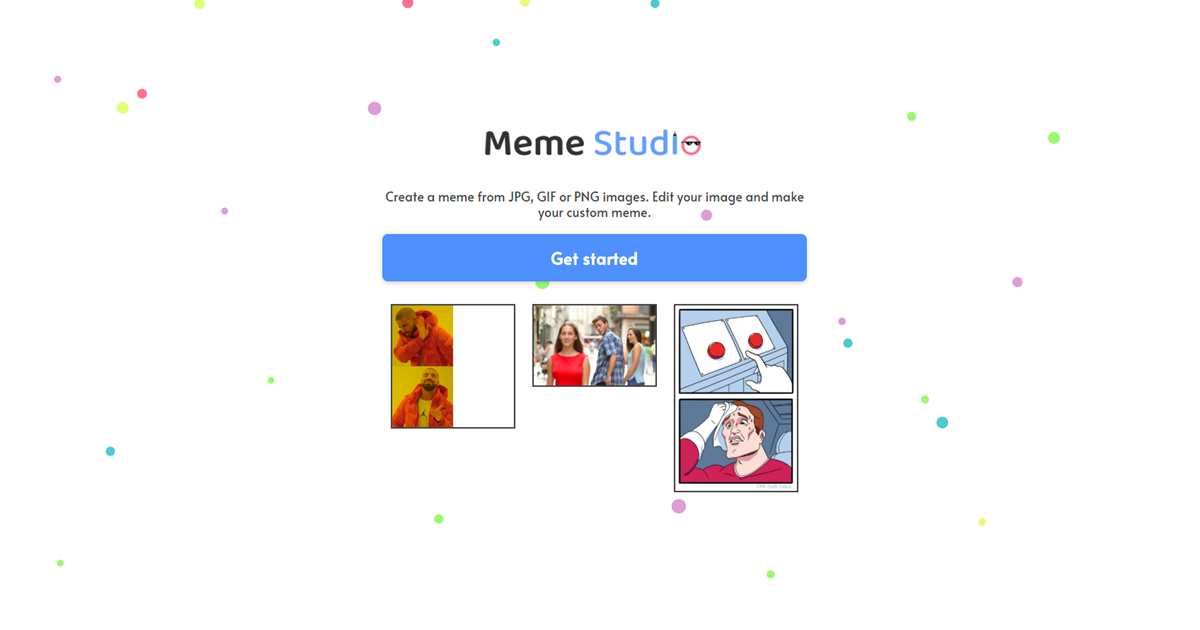 Meme Studio
Create a meme from JPG, GIF or PNG images. Edit your image and make
your custom meme.
Get started